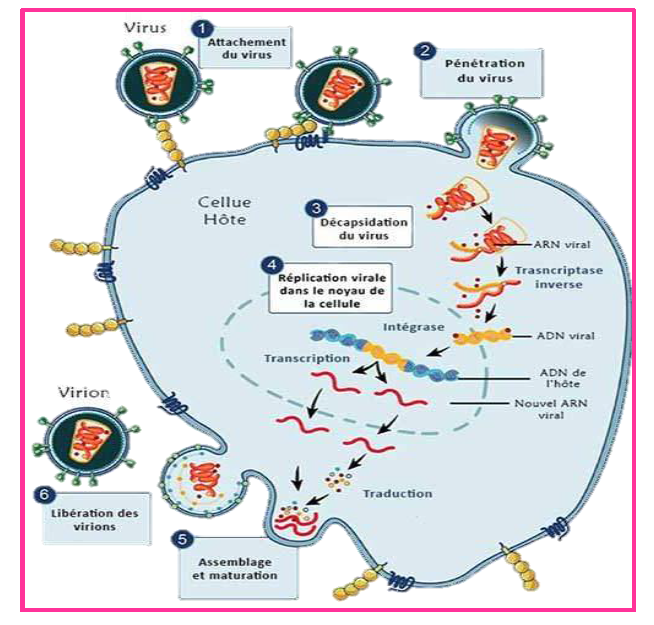 Virus
1
Attachement
du virus
2
Pénétration
du virus
Cellue
Hôte
3
Décapsidation
du virus
ARN viral
4
Réplication virale
dans le noyau de
la cellule
Trasncriptase
inverse
Intégrase
ADN viral
Transcription
ADN de
l'hôte
Nouvel ARN
viral
Virion
Traduction
6
Libération des
virions
5
Assemblage
et maturation